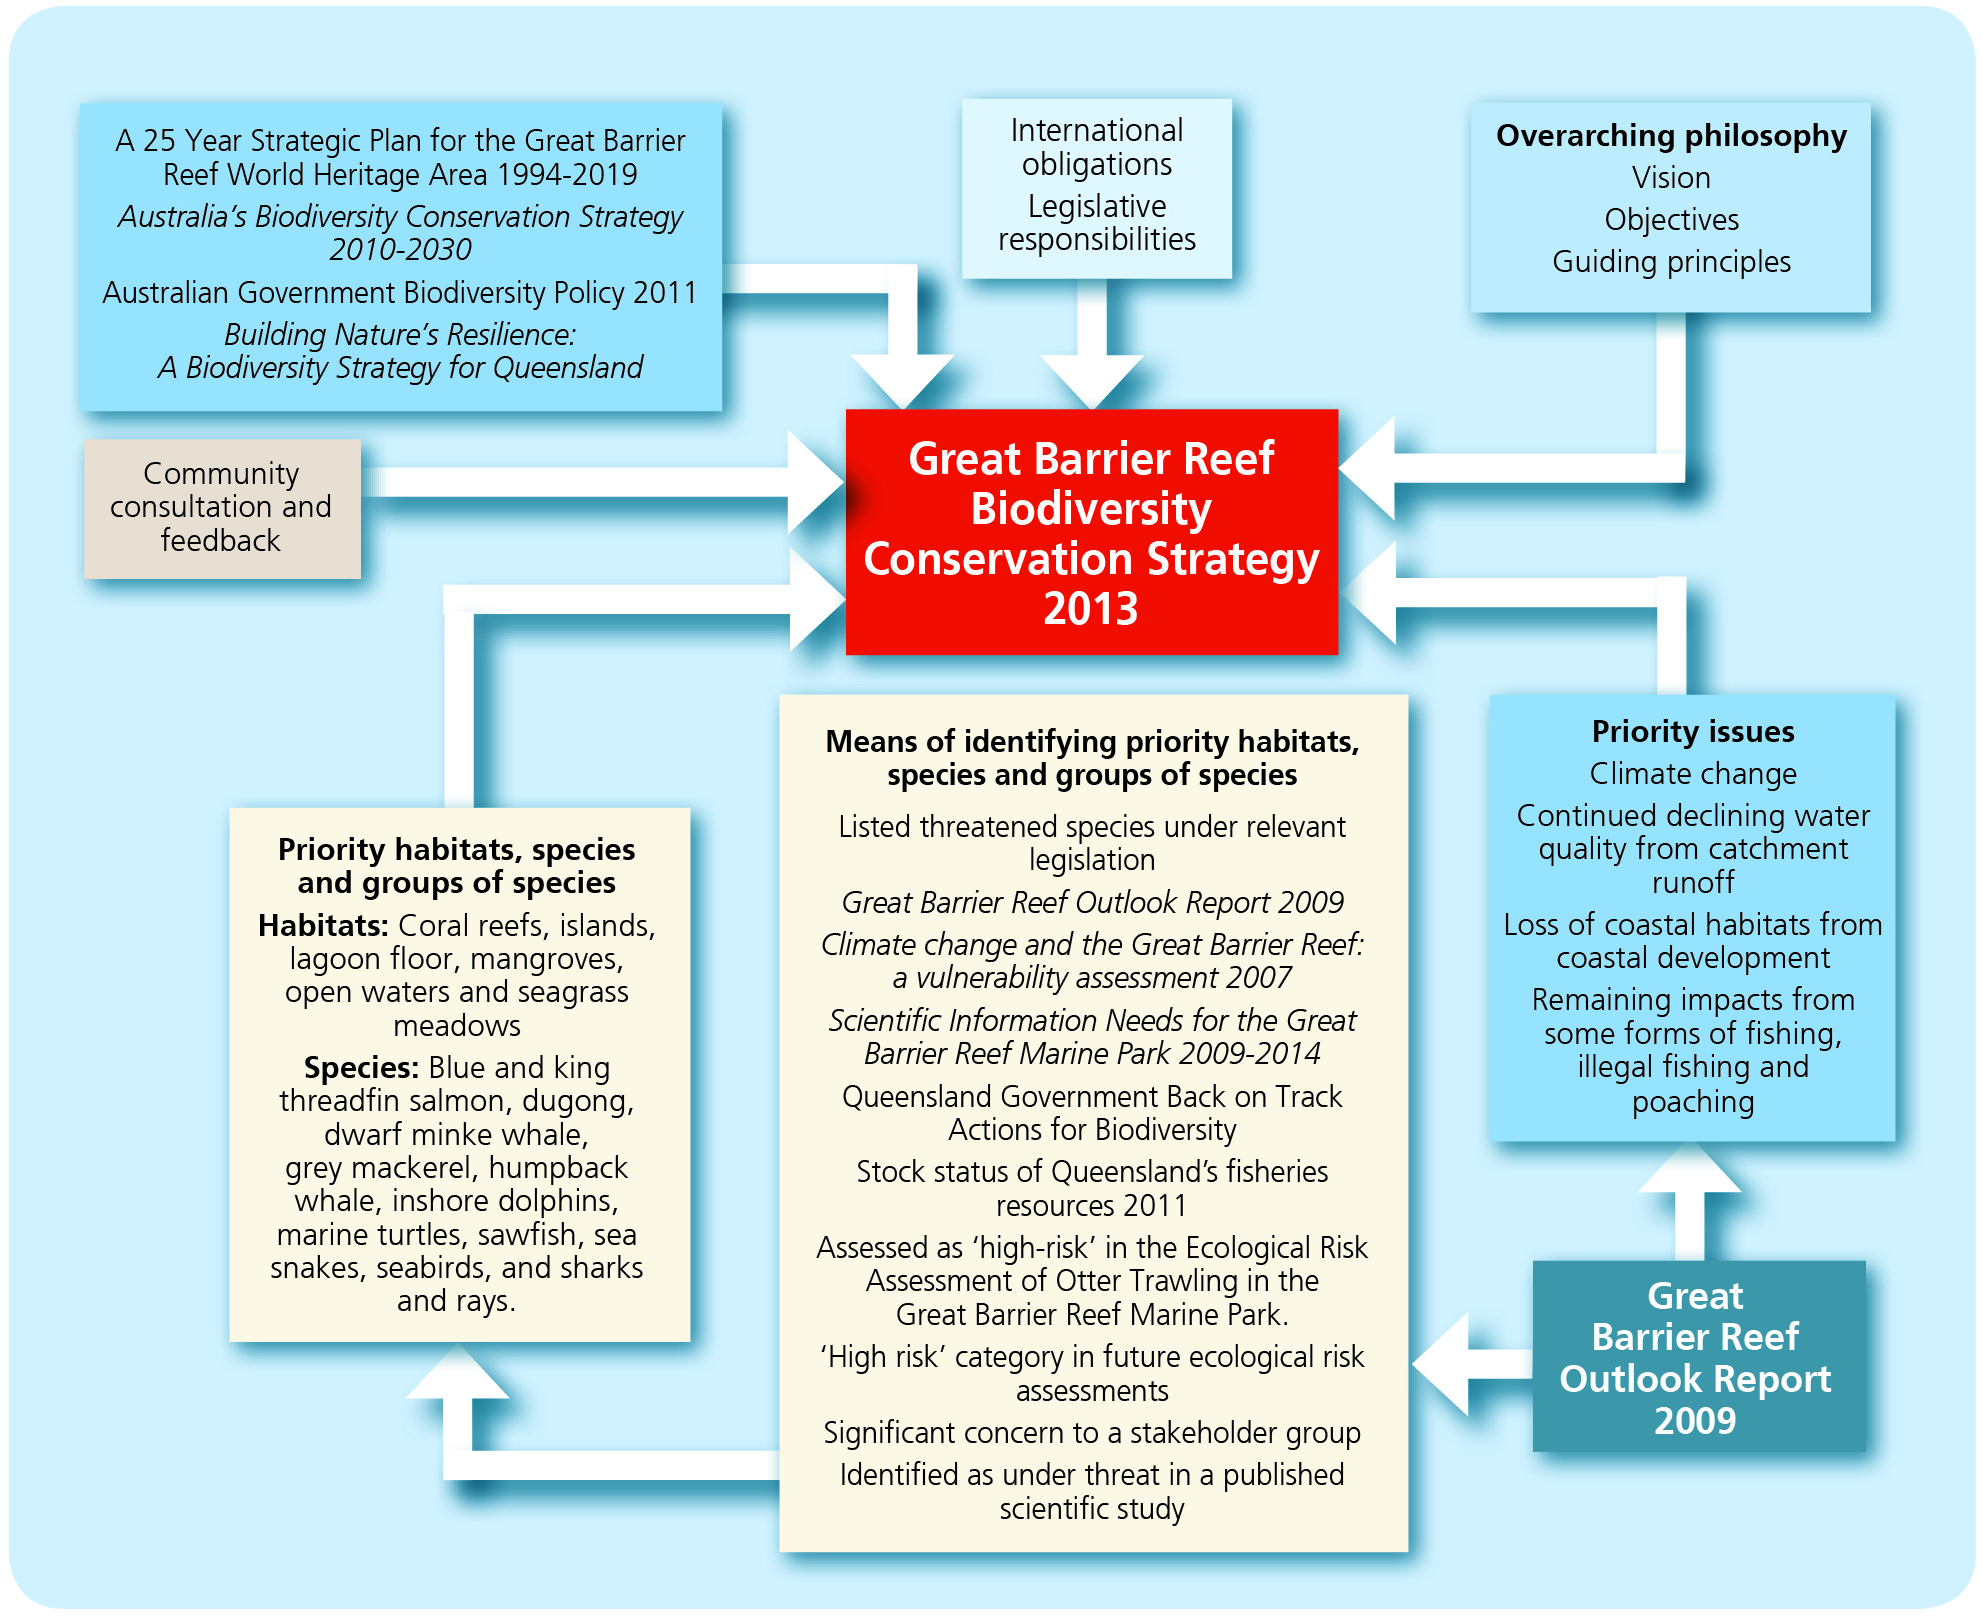 A 25 Year Strategic Plan for the Great Barrier
Reef World Heritage Area 1994-2019
Australia’s Biodiversity Conservation Strategy
2010-2030
Australian Government Biodiversity Policy 2011
Building Nature’s Resilience:
A Biodiversity Strategy for Queensland
International
obligations
Legislative
responsibilities
Overarching philosophy
Vision
Objectives
Guiding principles
Community
consultation and
feedback
Great Barrier Reef
Biodiversity
Conservation Strategy
2013
Priority habitats, species
and groups of species
Habitats: Coral reefs, islands,
lagoon floor, mangroves,
open waters and seagrass
meadows
Species: Blue and king
threadfin salmon, dugong,
dwarf minke whale,
grey mackerel, humpback
whale, inshore dolphins,
marine turtles, sawfish, sea
snakes, seabirds, and sharks
and rays.
Means of identifying priority habitats,
species and groups of species
Listed threatened species under relevant
legislation
Great Barrier Reef Outlook Report 2009
Climate change and the Great Barrier Reef:
a vulnerability assessment 2007
Scientific Information Needs for the Great
Barrier Reef Marine Park 2009-2014
Queensland Government Back on Track
Actions for Biodiversity
Stock status of Queensland’s fisheries
resources 2011
Assessed as ‘high-risk’ in the Ecological Risk
Assessment of Otter Trawling in the
Great Barrier Reef Marine Park.
‘High risk’ category in future ecological risk
assessments
Significant concern to a stakeholder group
Identified as under threat in a published
scientific study
Priority issues
Climate change
Continued declining water
quality from catchment
runoff
Loss of coastal habitats from
coastal development
Remaining impacts from
some forms of fishing,
illegal fishing and
poaching
Great
Barrier Reef
Outlook Report
2009